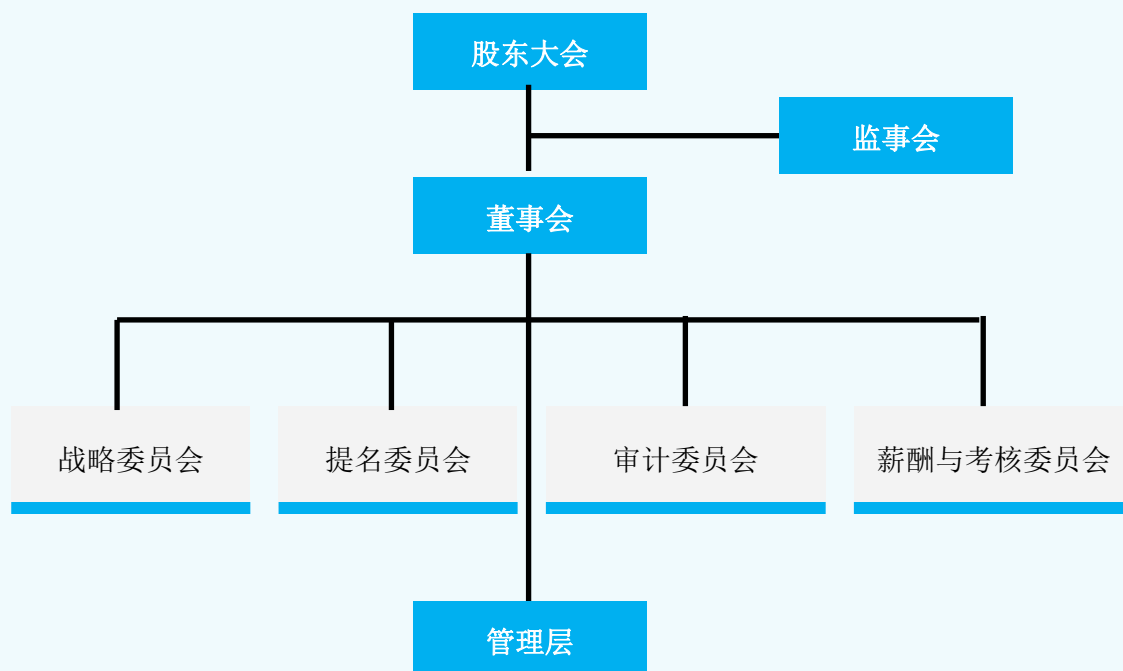 股东大会
监事会
董事会
战略委员会
提名委员会
审计委员会
薪酬与考核委员会
管理层